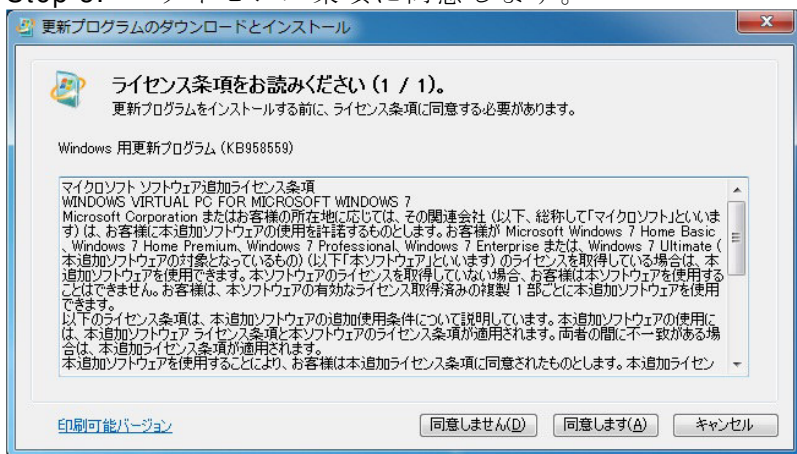 更新プログラムのダウンロードとインストール
ライセンス条項をお読みください (1 / 1)。
更新プログラムをインストールする前に、ライセンス条項に同意する必要があります。
Windows 用更新プログラム (KB958559)
マイクロソフト ソフトウェア追加ライセンス条項
WINDOWS VIRTUAL PC FOR MICROSOFT WINDOWS 7
Microsoft Corporation またはお客様の所在地に応じては、その関連会社 (以下、総称して「マイクロソフト」といいま
す) は、お客様に本追加ソフトウェアの使用を許諾するものとします。お客様が Microsoft Windows 7 Home Basic
、Windows 7 Home Premium、Windows 7 Professional、Windows 7 Enterprise または、Windows 7 Ultimate (
本追加ソフトウェアの対象となっているもの) (以下「本ソフトウェア」といいます) のライセンスを取得している場合は、本
追加ソフトウェアを使用できます。本ソフトウェアのライセンスを取得していない場合、お客様は本ソフトウェアを使用する
ことはできません。お客様は、本ソフトウェアの有効なライセンス取得済みの複製 1 部ごとに本追加ソフトウェアを使用
できます。
以下のライセンス条項は、本追加ソフトウェアの追加使用条件について説明しています。本追加ソフトウェアの使用に
は、本追加ソフトウェア ライセンス条項と本ソフトウェアのライセンス条項が適用されます。両者の間に不一致がある場
合は、本追加ライセンス条項が適用されます。
本追加ソフトウェアを使用することにより、お客様は本追加ライセンス条項に同意されたものとします。本追加ライセン
印刷可能バージョン
同意しません(D)
同意します(A)
キャンセル